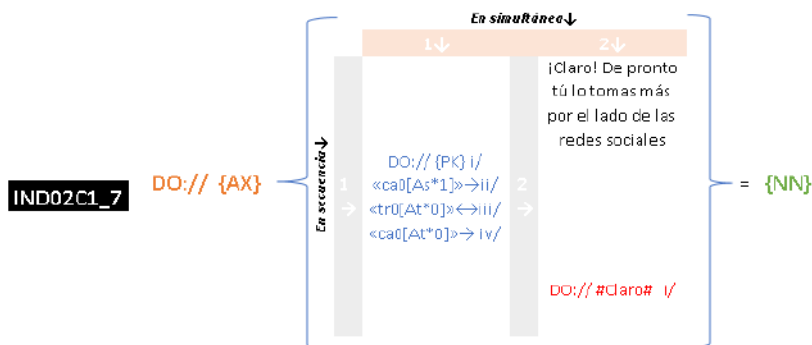 En simultánea↓
1↓ 2↓
¡Claro! De pronto
tú lo tomas más
por el lado de las
redes sociales
En secuencia↓
1→
2→
DO:// {PK} i/
«ca0[As*1]»→ii/
«tr0[At*0]»↔iii/
«ca0[At*0]»→iv/
IND02C1_7
DO:// {AX}
= {NN}
DO:// #Claro# i/